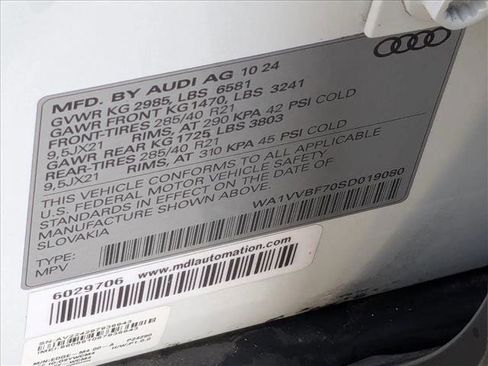 MFD. BY AUDI AG 10 24
GVWR KG 2985, LBS 6581
GAWR FRONT KG1470, LBS 3241
FRONT-TIRES 285/40 R21
9,5JX21 RIMS, AT 290 KPA 42 PSI COLD
GAWR REAR KG 1725 LBS 3803
REAR-TIRES 285/40 R21
9,5JX21 RIMS, AT 310 KPA 45 PSI COLD
THIS VEHICLE CONFORMS TO ALL APPLICABLE
U.S. FEDERAL MOTOR VEHICLE SAFETY
STANDARDS IN EFFECT ON THE DATE OF
MANUFACTURE SHOWN ABOVE.
SLOVAKIA
WA1VVBF70SD019080
TYPE:
MPV
6029706
www.mdlautomation.com